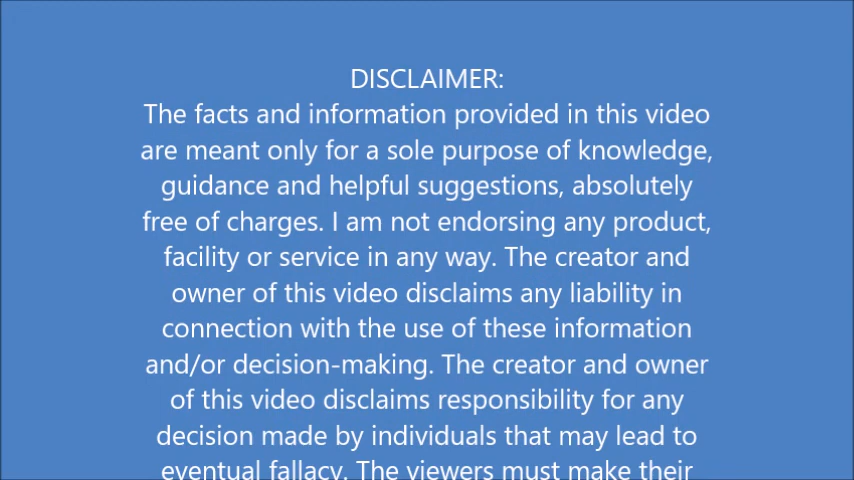 DISCLAIMER:
The facts and information provided in this video
are meant only for a sole purpose of knowledge,
guidance and helpful suggestions, absolutely
free of charges. I am not endorsing any product,
facility or service in any way. The creator and
owner of this video disclaims any liability in
connection with the use of these information
and/or decision-making. The creator and owner
of this video disclaims responsibility for any
decision made by individuals that may lead to
eventual fallacy. The viewers must make their